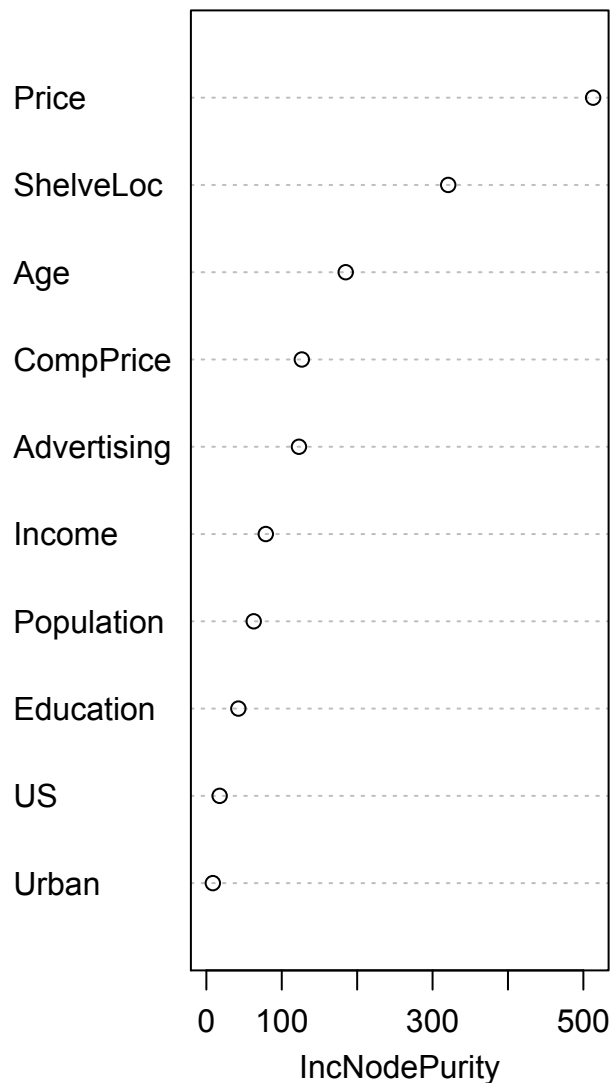 Price
ShelveLoc
Age
CompPrice
Advertising
Income
Population
Education
US
Urban
0 100 300 500
IncNodePurity